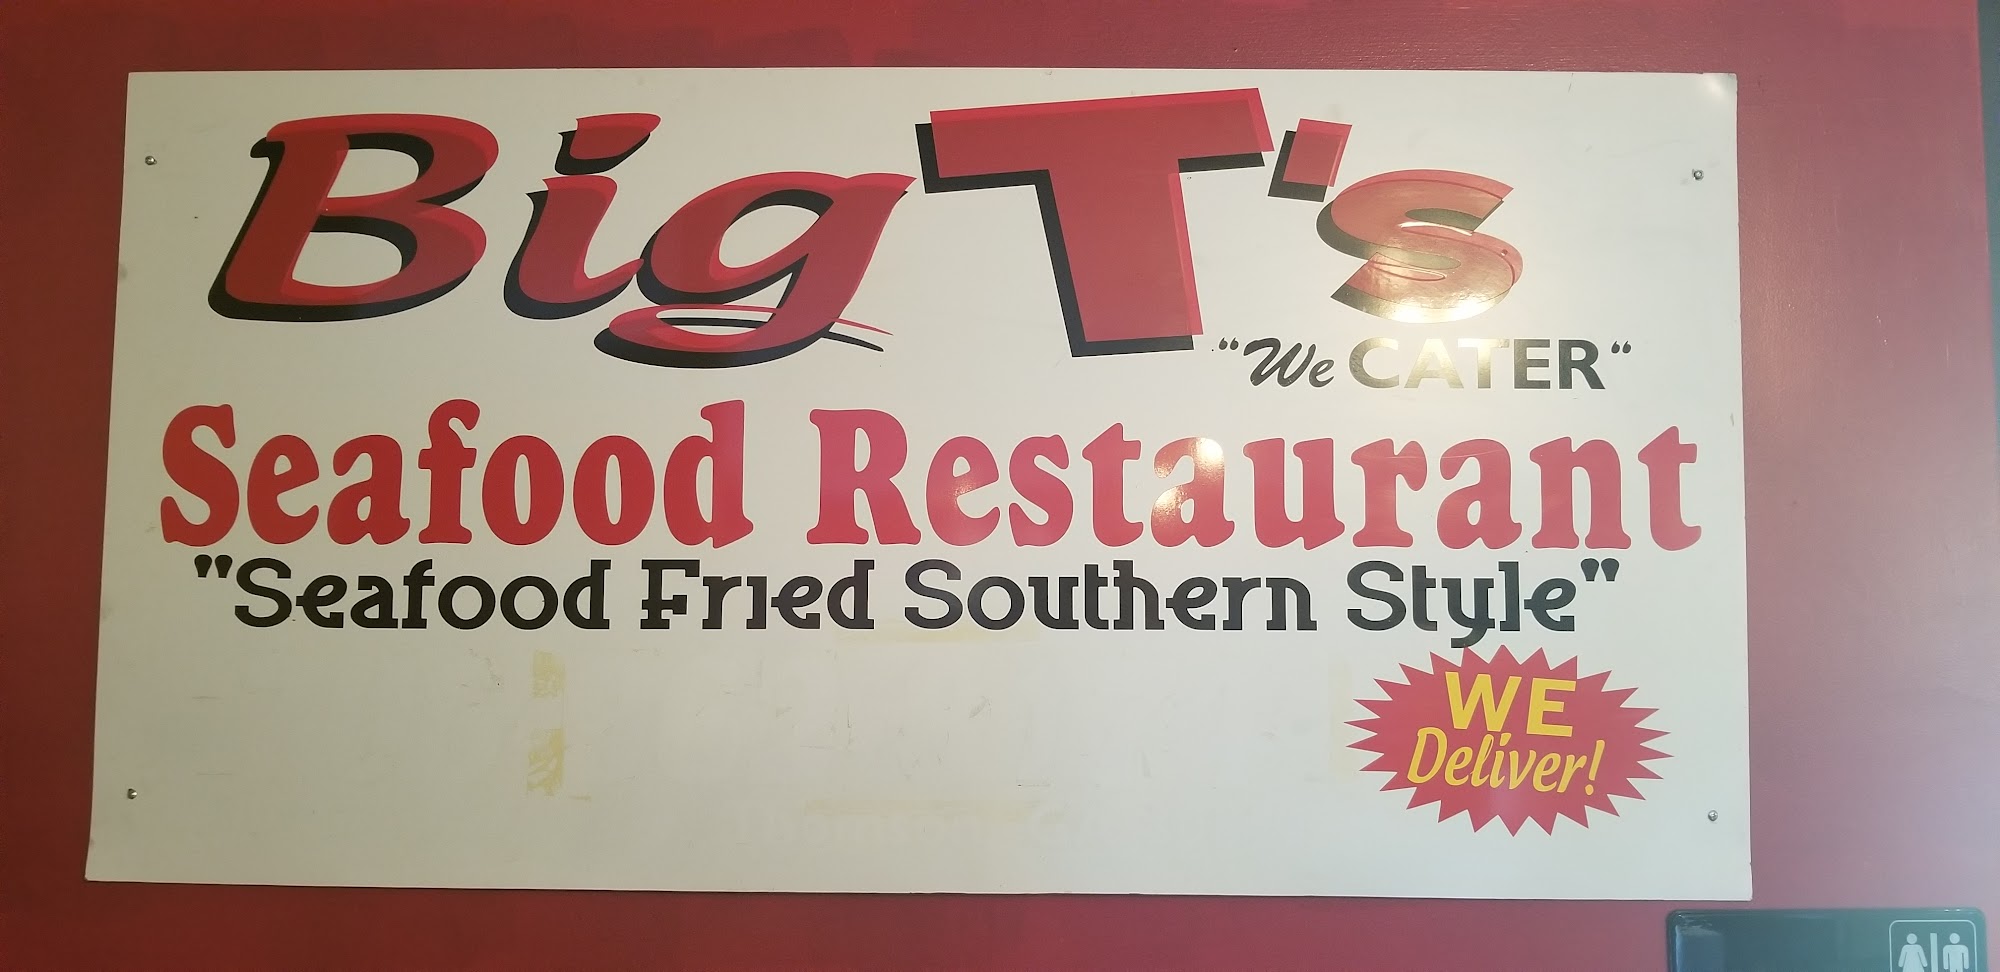 Big T's
"We CATER"
Seafood Restaurant
"Seafood Fried Southern Style"
WE
Deliver!